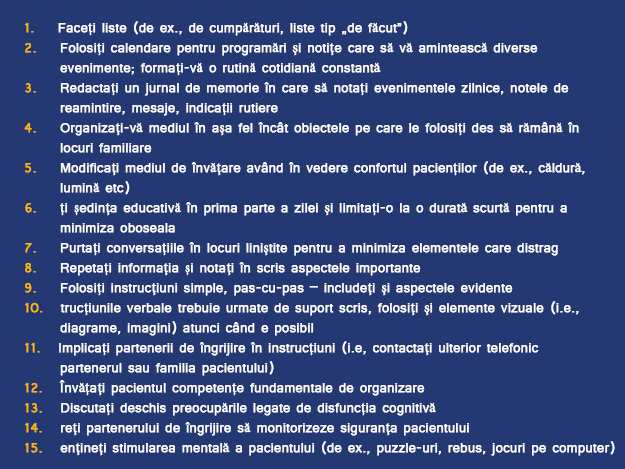 1. Faceți liste (de ex., de cumpărături, liste tip „de făcut”)
2. Folosiți calendare pentru programări și notițe care să vă amintească diverse
evenimente; formați-vă o rutină cotidiană constantă
3. Redactați un jurnal de memorie în care să notați evenimentele zilnice, notele de
reamintire, mesaje, indicații rutiere
4. Organizați-vă mediul în așa fel încât obiectele pe care le folosiți des să rămână în
locuri familiare
5. Modificați mediul de învățare având în vedere confortul pacienților (de ex., căldură,
lumină etc)
6. ți ședința educativă în prima parte a zilei și limitați-o la o durată scurtă pentru a
minimiza oboseala
7. Purtați conversațiile în locuri liniștite pentru a minimiza elementele care distrag
8. Repetați informația și notați în scris aspectele importante
9. Folosiți instrucțiuni simple, pas-cu-pas – includeți și aspectele evidente
10. trucțiunile verbale trebuie urmate de suport scris, folosiți și elemente vizuale (i.e.,
diagrame, imagini) atunci când e posibil
11. Implicați partenerii de îngrijire în instrucțiuni (i.e, contactați ulterior telefonic
partenerul sau familia pacientului)
12. Învățați pacientul competențe fundamentale de organizare
13. Discutați deschis preocupările legate de disfuncția cognitivă
14. reți partenerului de îngrijire să monitorizeze siguranța pacientului
15. ențineți stimularea mentală a pacientului (de ex., puzzle-uri, rebus, jocuri pe computer)